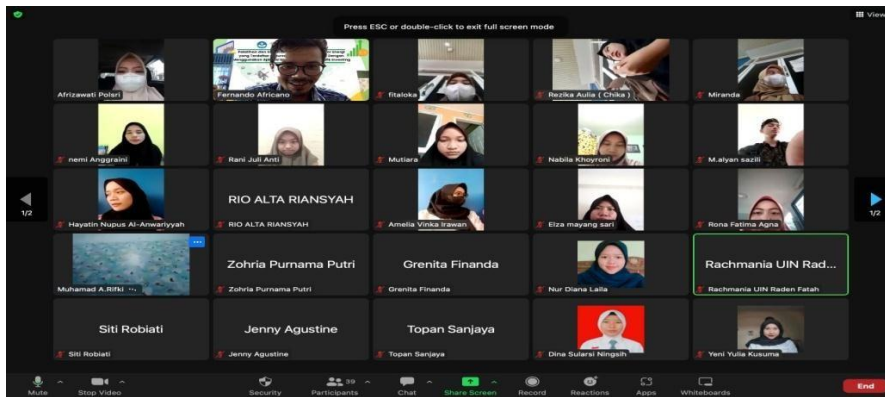 Press ESC or double-click to exit full screen mode
View
Afrizawati Polsri
Fernando Africano
fitaloka
Rezika Aulia ( Chika )
Miranda
nemi Anggraini
Rani Juli Anti
Mutiara
Nabila Khoyroni
M.alyan sazili
1/2
Hayatin Nupus Al-Anwariyyah
RIO ALTA RIANSYAH
RIO ALTA RIANSYAH
Amelia Vinka Irawan
Elza mayang sari
Rona Fatima Agna
1/2
Muhamad A.Rifki
Zohria Purnama Putri
Zohria Purnama Putri
Grenita Finanda
Grenita Finanda
Nur Diana Laila
Rachmania UIN Rad...
Rachmania UIN Raden Fatah
Siti Robiati
Siti Robiati
Jenny Agustine
Jenny Agustine
Topan Sanjaya
Topan Sanjaya
Dina Sularsi Ningsih
Yeni Yulia Kusuma
Mute
Stop Video
Security
Participants
39
Chat
Share Screen
Record
Reactions
Apps
Whiteboards
End